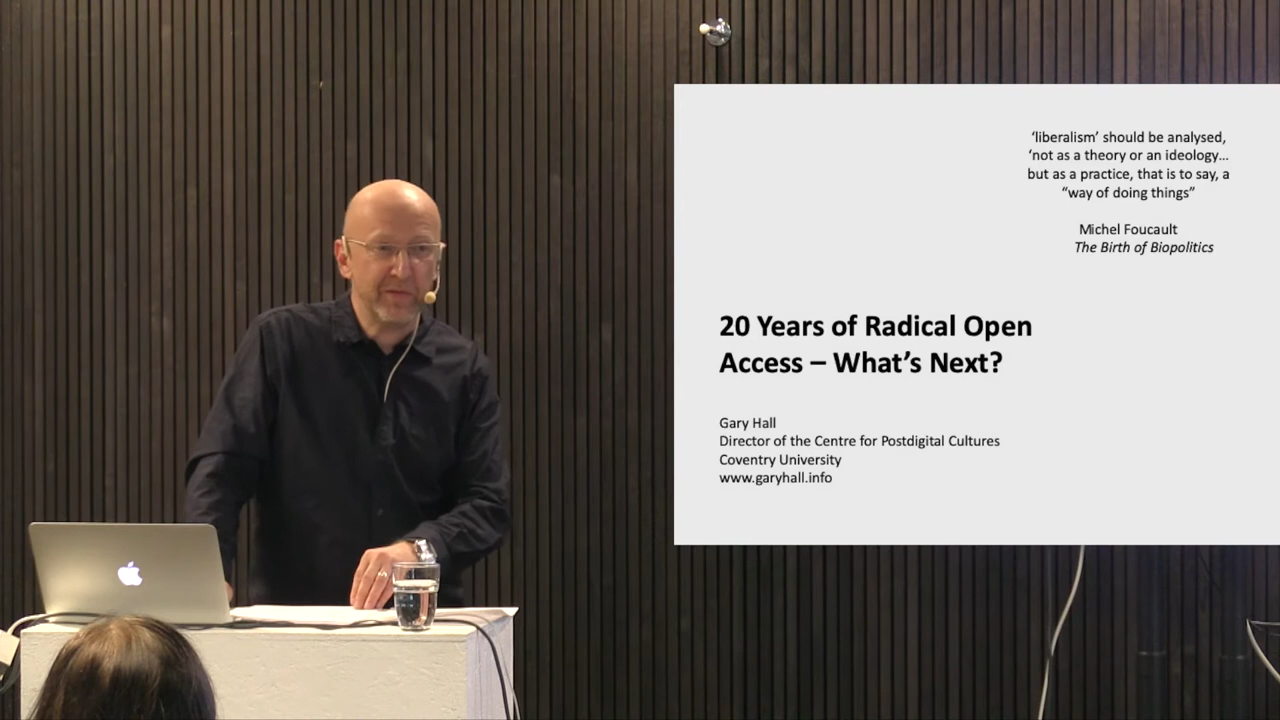 ‘liberalism’ should be analysed,
‘not as a theory or an ideology...
but as a practice, that is to say, a
“way of doing things”
Michel Foucault
The Birth of Biopolitics
20 Years of Radical Open
Access – What’s Next?
Gary Hall
Director of the Centre for Postdigital Cultures
Coventry University
www.garyhall.info